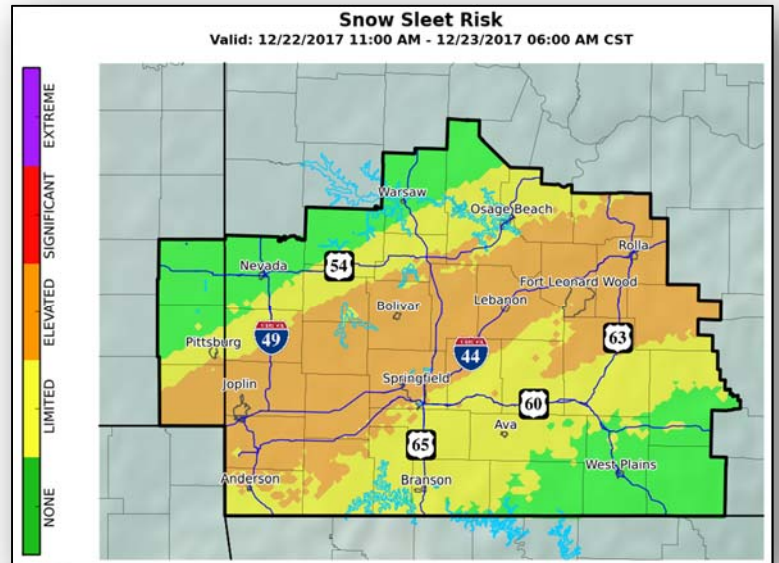 Snow Sleet Risk
Valid: 12/22/2017 11:00 AM - 12/23/2017 06:00 AM CST
EXTREME
SIGNIFICANT
ELEVATED
LIMITED
NONE
Warsaw
Osage Beach
Rolla
54
Nevada
Fort Leonard Wood
Bolivar
Lebanon
49
Pittsburg
63
44
Joplin
Springfield
60
Ava
65
West Plains
Anderson
Branson